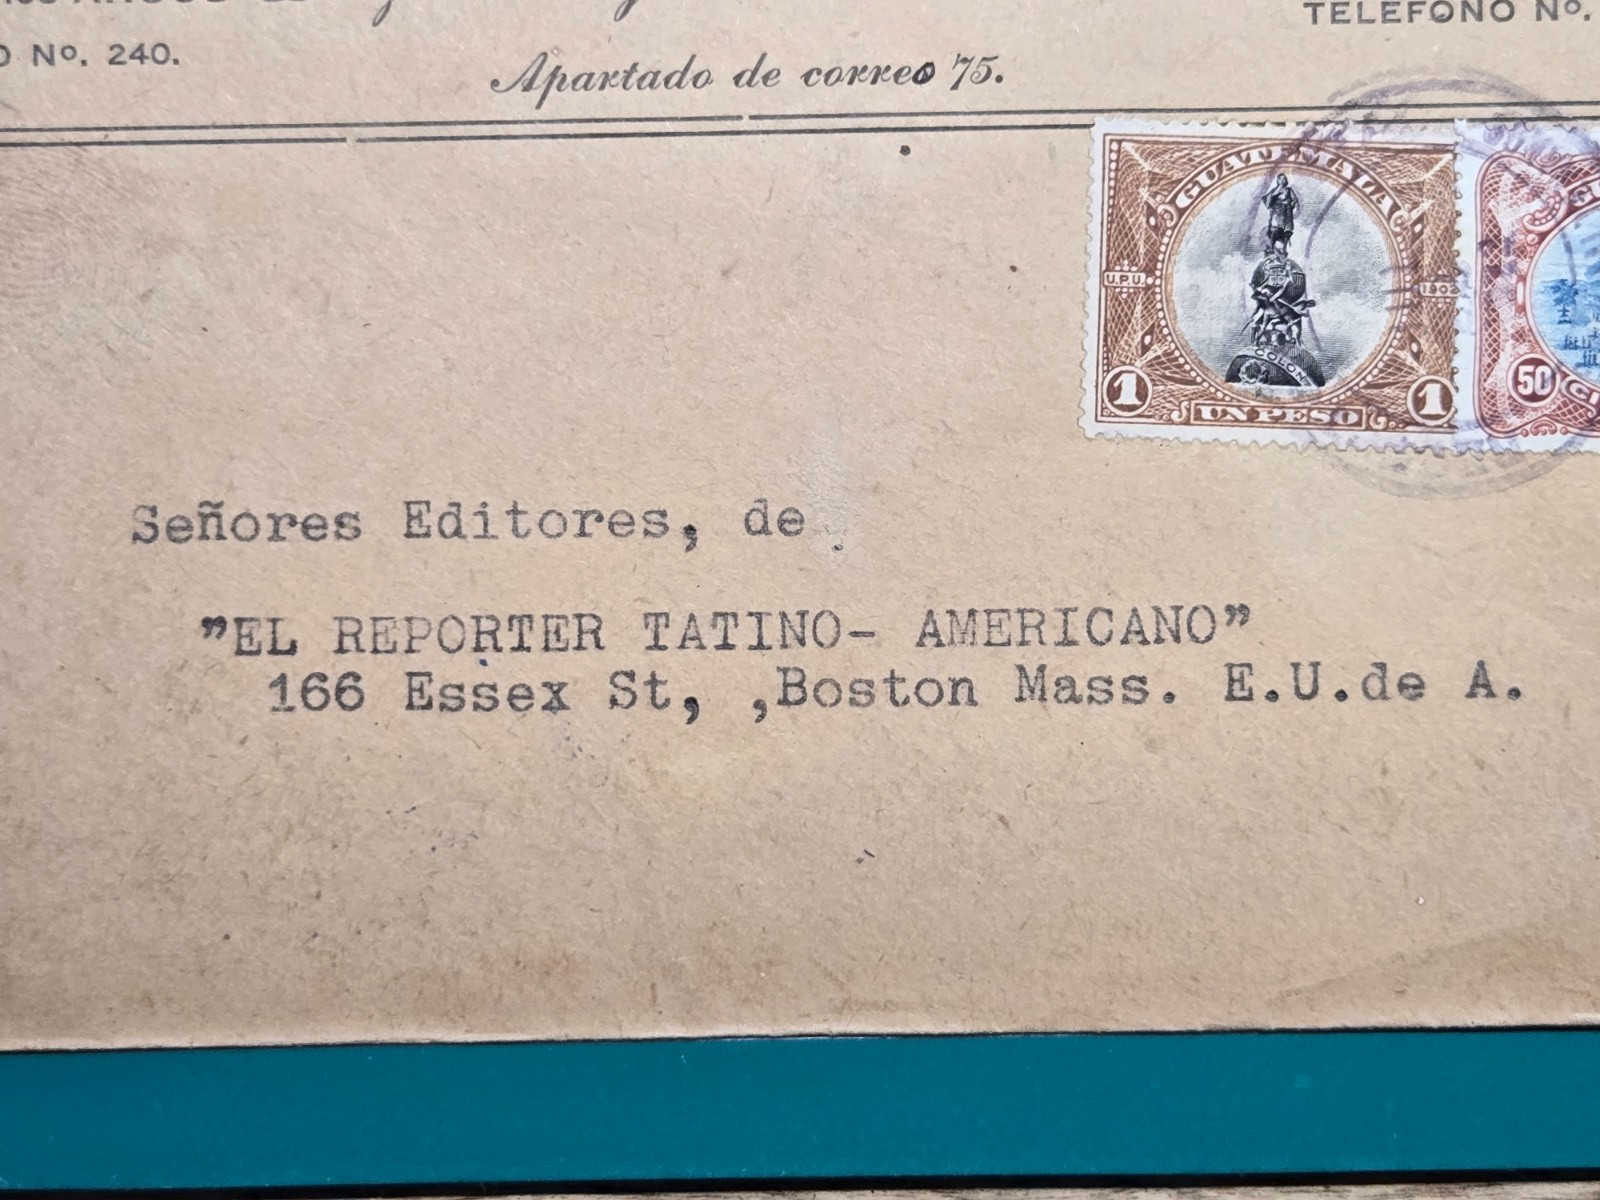 TELEFONO No.
No. 240.
Apartado de correo 75.
GUATEMALA
U.P.U. 1902
COLON
1 UN PESO 1
50
Señores Editores, de
"EL REPORTER TATINO- AMERICANO"
166 Essex St, ,Boston Mass. E.U.de A.